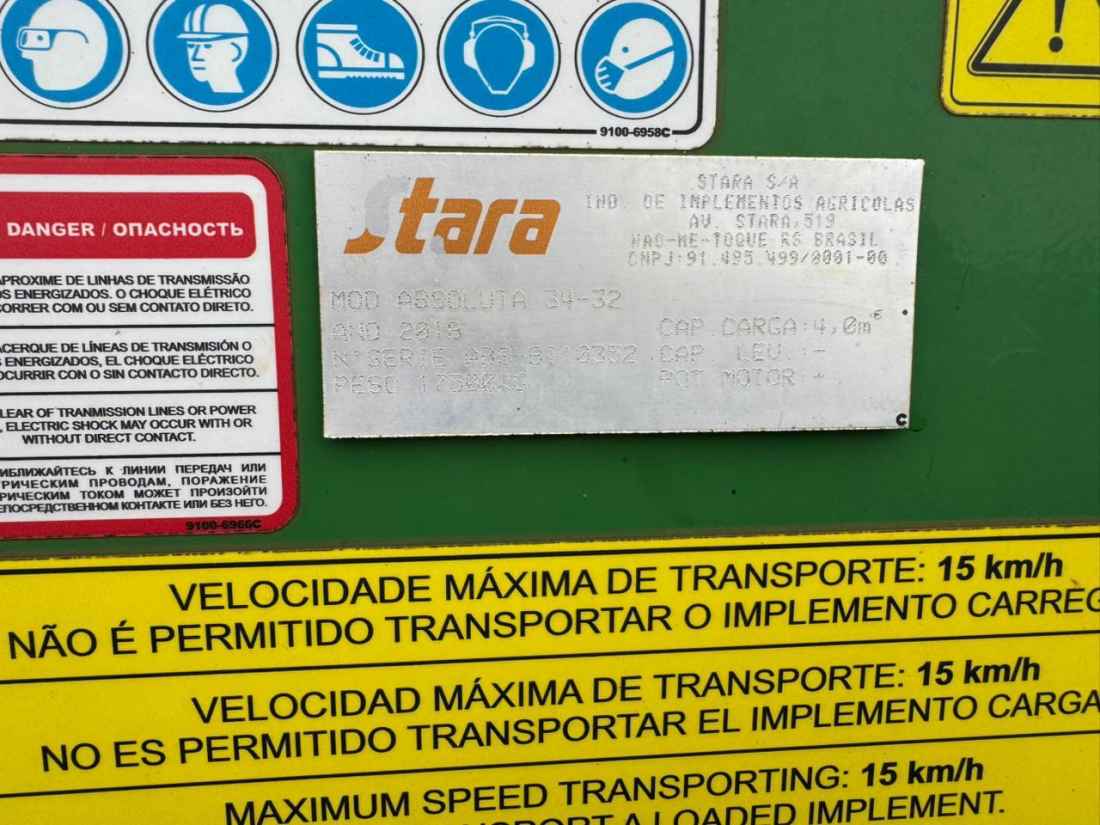 9100-6958C
Stara
STARA S/A
IND. DE IMPLEMENTOS AGRICOLAS
AV. STARA,519
NAO-ME-TOQUE RS BRASIL
CNPJ:91.495.499/0001-00
MOD ABSOLUTA 34-32
ANO 2018
CAP CARGA:4,0m³
N°SERIE
0352
CAP LEV.:-
PESO
POT MOTOR:-
C
DANGER / ОПАСНОСТЬ
APROXIME DE LINHAS DE TRANSMISSÃO
OS ENERGIZADOS. O CHOQUE ELÉTRICO
CORRER COM OU SEM CONTATO DIRETO.
ACERQUE DE LÍNEAS DE TRANSMISIÓN O
S ENERGIZADOS, EL CHOQUE ELÉCTRICO
OCURRIR CON O SIN CONTACTO DIRECTO.
LEAR OF TRANMISSION LINES OR POWER
, ELECTRIC SHOCK MAY OCCUR WITH OR
WITHOUT DIRECT CONTACT.
ИБЛИЖАЙТЕСЬ К ЛИНИИ ПЕРЕДАЧ ИЛИ
РИЧЕСКИМ ПРОВОДАМ, ПОРАЖЕНИЕ
РИЧЕСКИМ ТОКОМ МОЖЕТ ПРОИЗОЙТИ
ЕПОСРЕДСТВЕННОМ КОНТАКТЕ ИЛИ БЕЗ НЕГО.
9100-6966C
VELOCIDADE MÁXIMA DE TRANSPORTE: 15 km/h
NÃO É PERMITIDO TRANSPORTAR O IMPLEMENTO CARREG
VELOCIDAD MÁXIMA DE TRANSPORTE: 15 km/h
NO ES PERMITIDO TRANSPORTAR EL IMPLEMENTO CARGA
MAXIMUM SPEED TRANSPORTING: 15 km/h
NSPORT A LOADED IMPLEMENT.